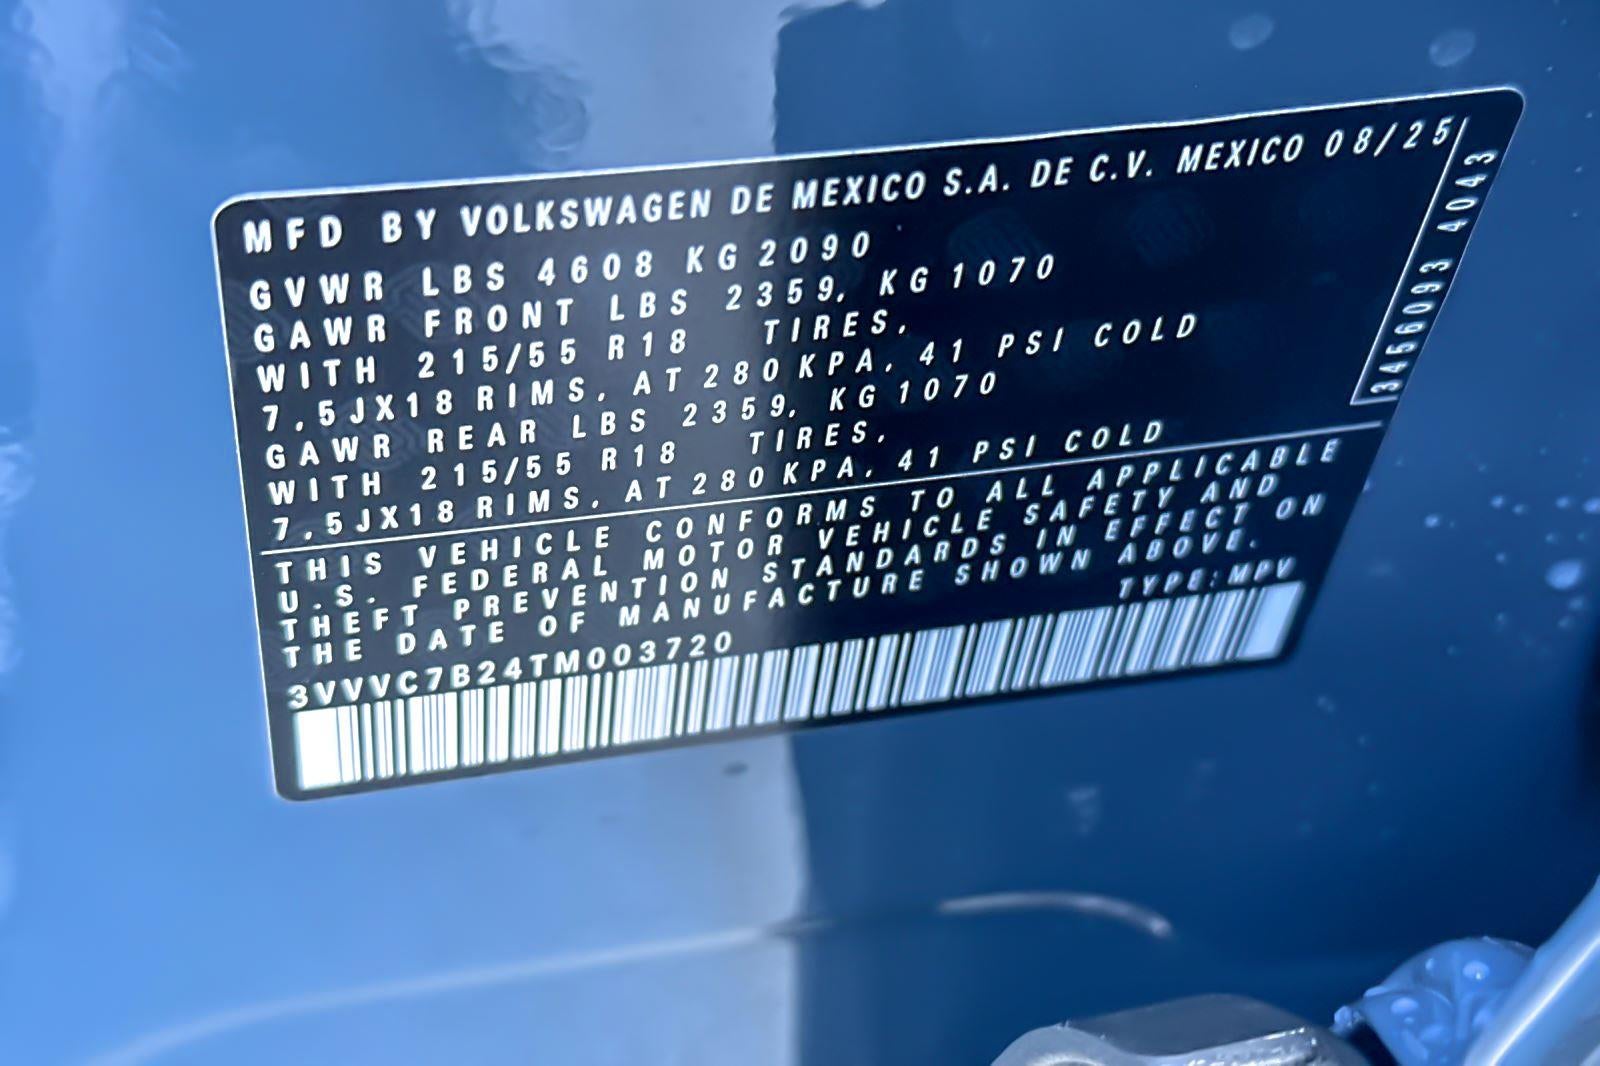 MFD BY VOLKSWAGEN DE MEXICO S.A. DE C.V. MEXICO 08/25
GVWR LBS 4608 KG 2090
GAWR FRONT LBS 2359, KG 1070
WITH 215/55 R18 TIRES,
7.5JX18 RIMS, AT 280 KPA, 41 PSI COLD
GAWR REAR LBS 2359, KG 1070
WITH 215/55 R18 TIRES,
7.5JX18 RIMS, AT 280 KPA, 41 PSI COLD
THIS VEHICLE CONFORMS TO ALL APPLICABLE
U.S. FEDERAL MOTOR VEHICLE SAFETY AND
THEFT PREVENTION STANDARDS IN EFFECT ON
THE DATE OF MANUFACTURE SHOWN ABOVE.
TYPE:MPV
3VVVC7B24TM003720
3456093 4043